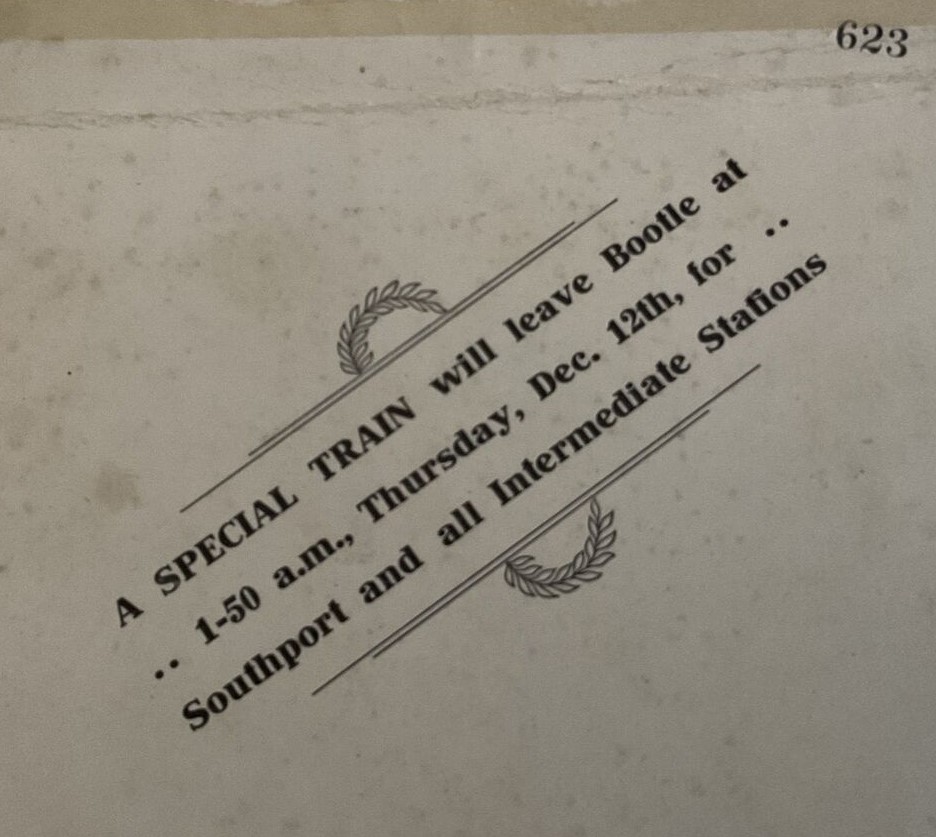 623
A SPECIAL TRAIN will leave Bootle at
.. 1-50 a.m., Thursday, Dec. 12th, for ..
Southport and all Intermediate Stations